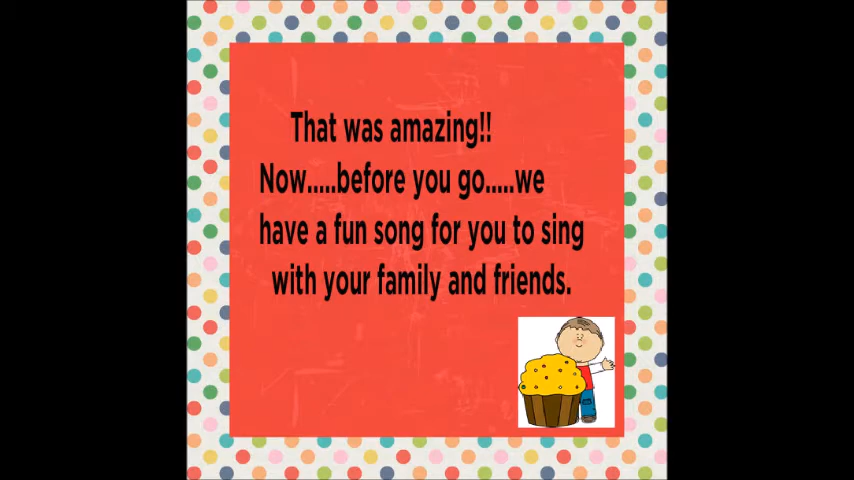 That was amazing!!
Now.....before you go.....we
have a fun song for you to sing
with your family and friends.